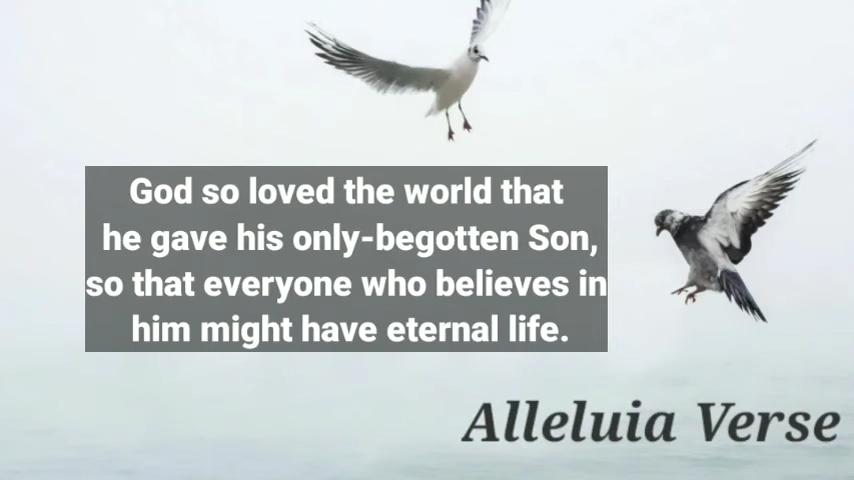 God so loved the world that
he gave his only-begotten Son,
so that everyone who believes in
him might have eternal life.
Alleluia Verse